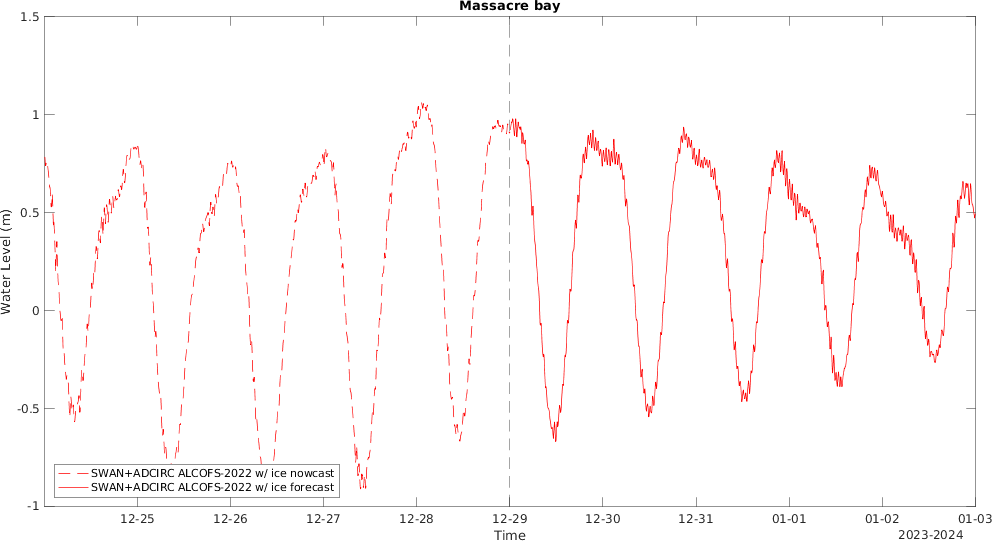 Massacre bay
1.5
1
0.5
0
-0.5
-1
Water Level (m)
SWAN+ADCIRC ALCOFS-2022 w/ ice nowcast
SWAN+ADCIRC ALCOFS-2022 w/ ice forecast
12-25 12-26 12-27 12-28 12-29 12-30 12-31 01-01 01-02 01-03
Time
2023-2024